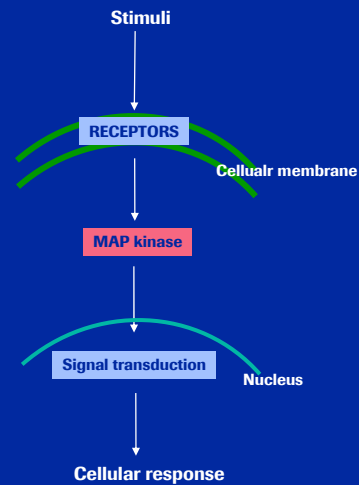 Stimuli
RECEPTORS
Cellualr membrane
MAP kinase
Signal transduction
Nucleus
Cellular response